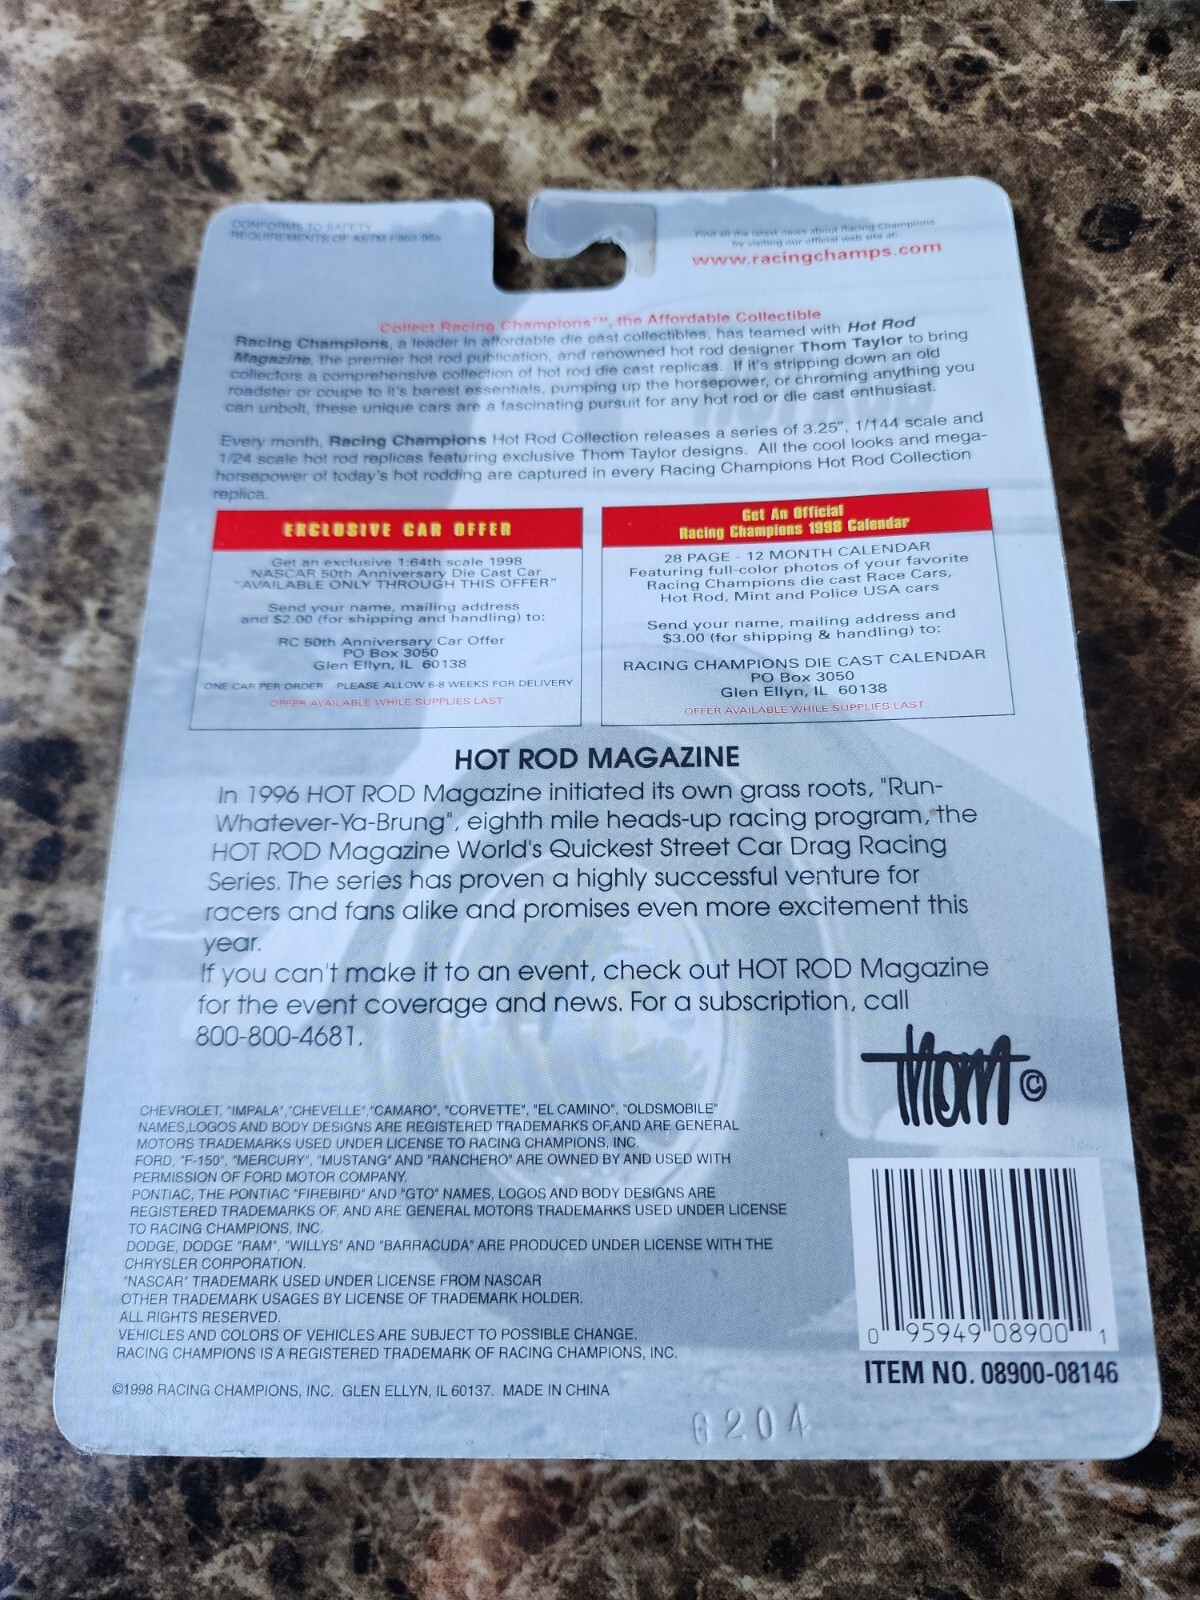 CONFORMS TO SAFETY
REQUIREMENTS OF ASTM F963-96a
Find all the latest news about Racing Champions
by visiting our official web site at:
www.racingchamps.com
Collect Racing Champions™, the Affordable Collectible
Racing Champions, a leader in affordable die cast collectibles, has teamed with Hot Rod
Magazine, the premier hot rod publication, and renowned hot rod designer Thom Taylor to bring
collectors a comprehensive collection of hot rod die cast replicas. If it's stripping down an old
roadster or coupe to it's barest essentials, pumping up the horsepower, or chroming anything you
can unbolt, these unique cars are a fascinating pursuit for any hot rod or die cast enthusiast.
Every month, Racing Champions Hot Rod Collection releases a series of 3.25", 1/144 scale and
1/24 scale hot rod replicas featuring exclusive Thom Taylor designs. All the cool looks and mega-
horsepower of today's hot rodding are captured in every Racing Champions Hot Rod Collection
replica.
EXCLUSIVE CAR OFFER
Get an exclusive 1:64th scale 1998
NASCAR 50th Anniversary Die Cast Car
"AVAILABLE ONLY THROUGH THIS OFFER"
Send your name, mailing address
and $2.00 (for shipping and handling) to:
RC 50th Anniversary Car Offer
PO Box 3050
Glen Ellyn, IL 60138
ONE CAR PER ORDER PLEASE ALLOW 6-8 WEEKS FOR DELIVERY
OFFER AVAILABLE WHILE SUPPLIES LAST
Get An Official
Racing Champions 1998 Calendar
28 PAGE - 12 MONTH CALENDAR
Featuring full-color photos of your favorite
Racing Champions die cast Race Cars,
Hot Rod, Mint and Police USA cars
Send your name, mailing address and
$3.00 (for shipping & handling) to:
RACING CHAMPIONS DIE CAST CALENDAR
PO Box 3050
Glen Ellyn, IL 60138
OFFER AVAILABLE WHILE SUPPLIES LAST
HOT ROD MAGAZINE
In 1996 HOT ROD Magazine initiated its own grass roots, "Run-
Whatever-Ya-Brung", eighth mile heads-up racing program, the
HOT ROD Magazine World's Quickest Street Car Drag Racing
Series. The series has proven a highly successful venture for
racers and fans alike and promises even more excitement this
year.
If you can't make it to an event, check out HOT ROD Magazine
for the event coverage and news. For a subscription, call
800-800-4681.
Thom ©
CHEVROLET, "IMPALA", "CHEVELLE", "CAMARO", "CORVETTE", "EL CAMINO", "OLDSMOBILE"
NAMES,LOGOS AND BODY DESIGNS ARE REGISTERED TRADEMARKS OF,AND ARE GENERAL
MOTORS TRADEMARKS USED UNDER LICENSE TO RACING CHAMPIONS, INC.
FORD, "F-150", "MERCURY", "MUSTANG" AND "RANCHERO" ARE OWNED BY AND USED WITH
PERMISSION OF FORD MOTOR COMPANY.
PONTIAC, THE PONTIAC "FIREBIRD" AND "GTO" NAMES, LOGOS AND BODY DESIGNS ARE
REGISTERED TRADEMARKS OF, AND ARE GENERAL MOTORS TRADEMARKS USED UNDER LICENSE
TO RACING CHAMPIONS, INC.
DODGE, DODGE "RAM", "WILLYS" AND "BARRACUDA" ARE PRODUCED UNDER LICENSE WITH THE
CHRYSLER CORPORATION.
"NASCAR" TRADEMARK USED UNDER LICENSE FROM NASCAR
OTHER TRADEMARK USAGES BY LICENSE OF TRADEMARK HOLDER.
ALL RIGHTS RESERVED.
VEHICLES AND COLORS OF VEHICLES ARE SUBJECT TO POSSIBLE CHANGE.
RACING CHAMPIONS IS A REGISTERED TRADEMARK OF RACING CHAMPIONS, INC.
©1998 RACING CHAMPIONS, INC. GLEN ELLYN, IL 60137. MADE IN CHINA
0 95949 08900 1
ITEM NO. 08900-08146